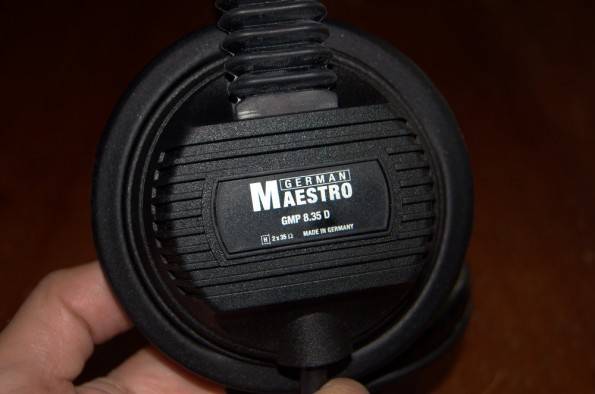 GERMAN
MAESTRO
GMP 8.35 D
H 2 x 35 Ω MADE IN GERMANY